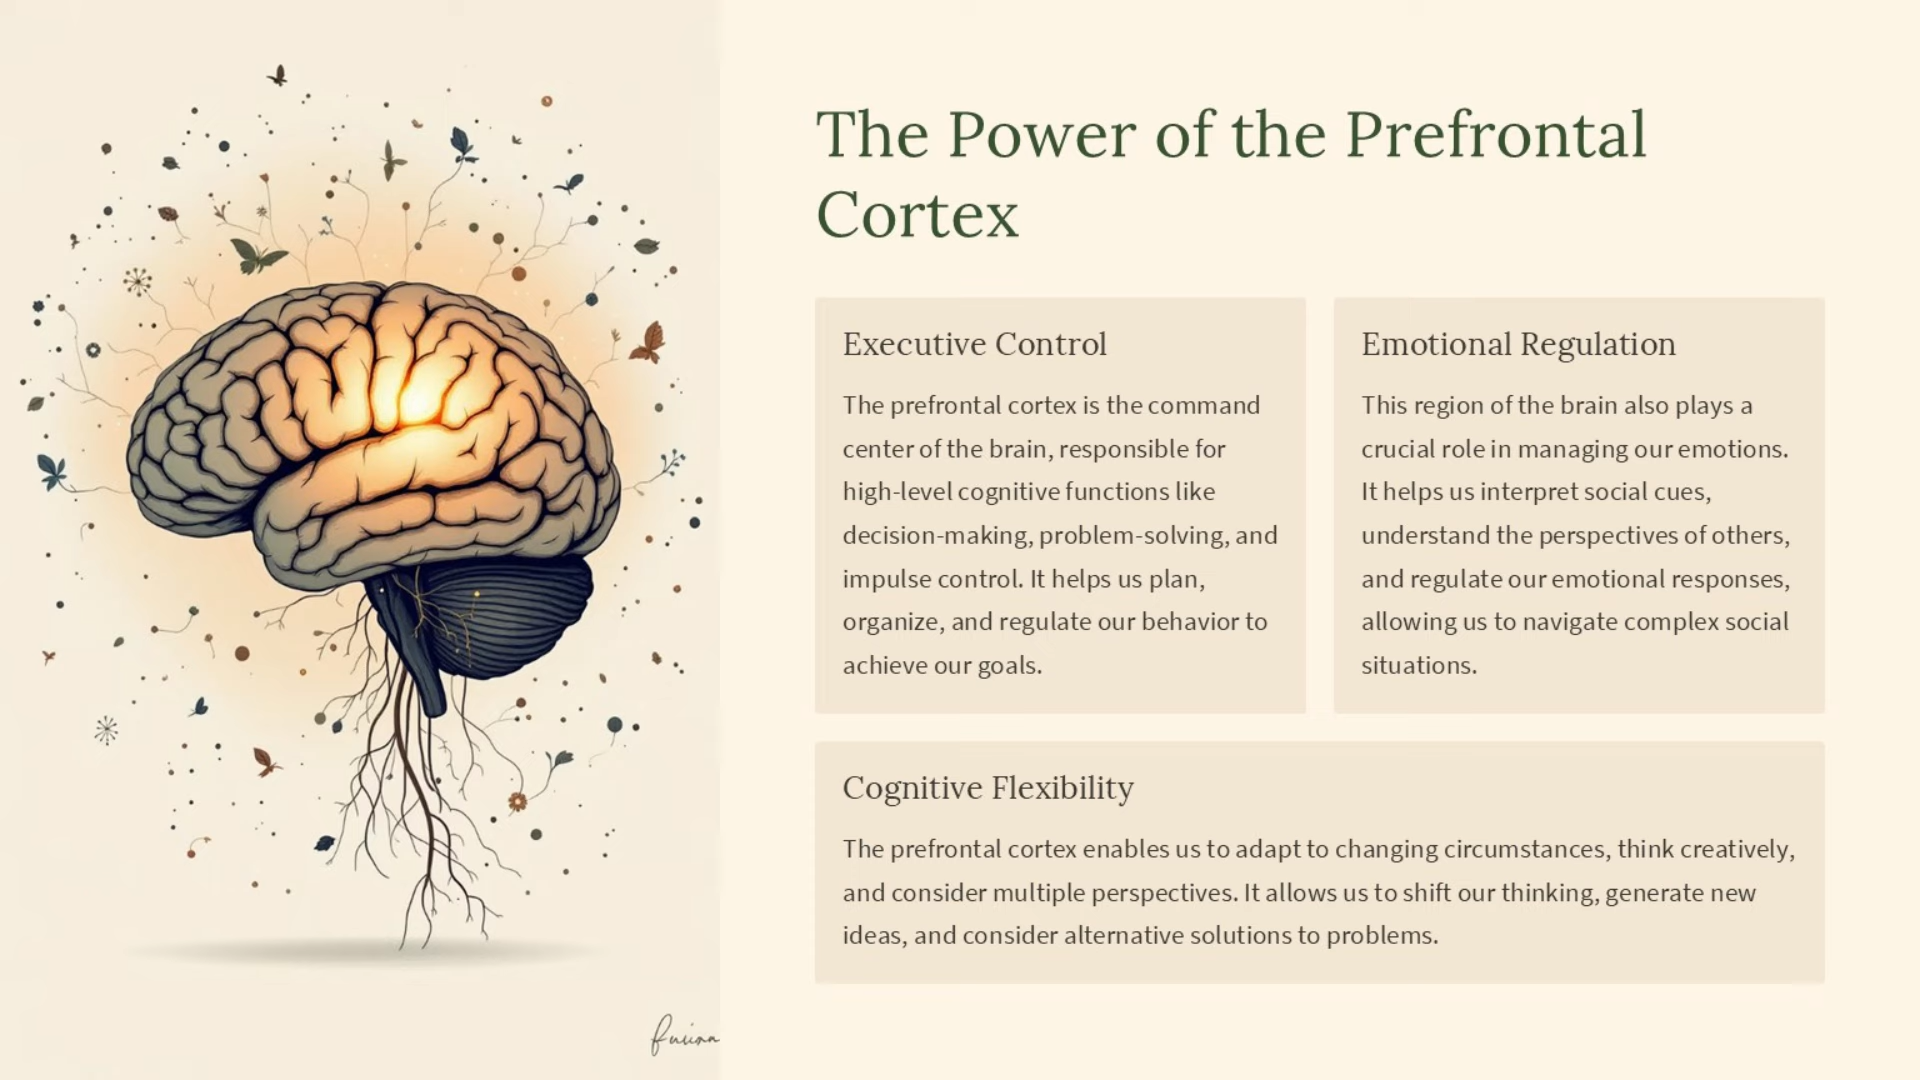 The Power of the Prefrontal
Cortex
Executive Control
The prefrontal cortex is the command
center of the brain, responsible for
high-level cognitive functions like
decision-making, problem-solving, and
impulse control. It helps us plan,
organize, and regulate our behavior to
achieve our goals.
Emotional Regulation
This region of the brain also plays a
crucial role in managing our emotions.
It helps us interpret social cues,
understand the perspectives of others,
and regulate our emotional responses,
allowing us to navigate complex social
situations.
Cognitive Flexibility
The prefrontal cortex enables us to adapt to changing circumstances, think creatively,
and consider multiple perspectives. It allows us to shift our thinking, generate new
ideas, and consider alternative solutions to problems.